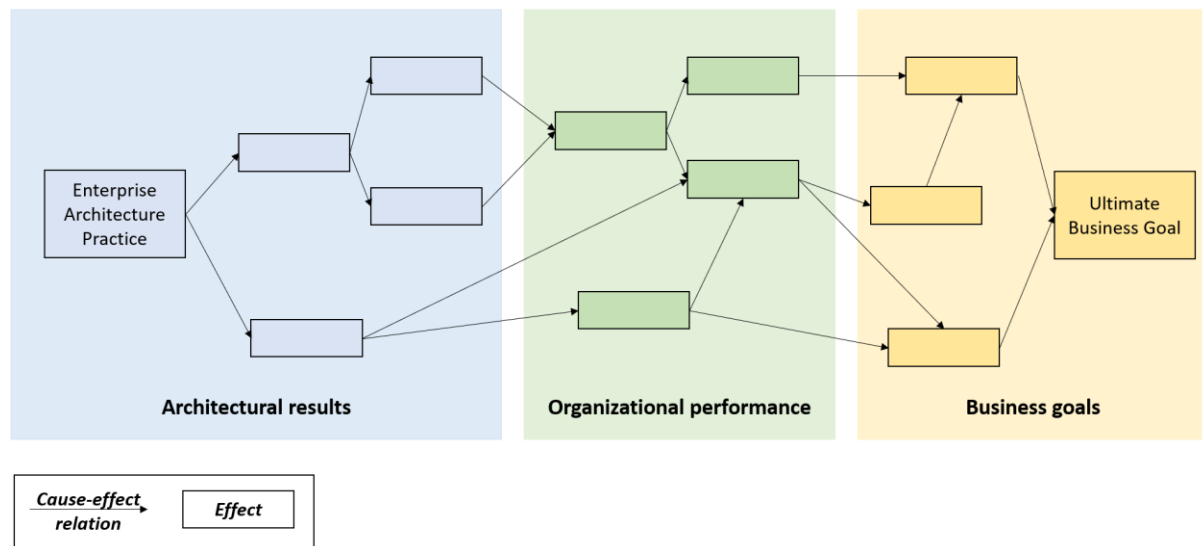 Enterprise
Architecture
Practice
Ultimate
Business Goal
Architectural results
Organizational performance
Business goals
Cause-effect
relation
Effect